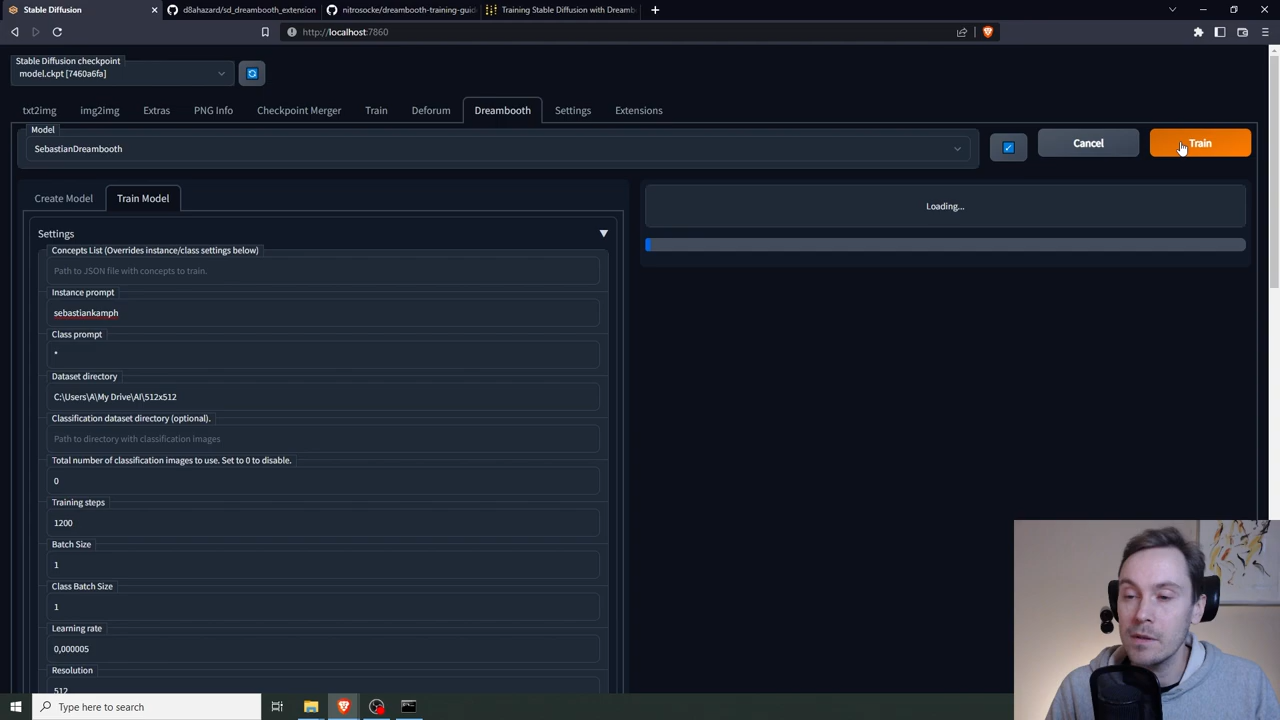 Stable Diffusion
d8ahazard/sd_dreambooth_extension
nitrosocke/dreambooth-training-guid
Training Stable Diffusion with Dreamb
http://localhost:7860
Stable Diffusion checkpoint
model.ckpt [7460a6fa]
txt2img
img2img
Extras
PNG Info
Checkpoint Merger
Train
Deforum
Dreambooth
Settings
Extensions
Model
SebastianDreambooth
Cancel
Train
Create Model
Train Model
Loading...
Settings
Concepts List (Overrides instance/class settings below)
Path to JSON file with concepts to train.
Instance prompt
sebastiankamph
Class prompt
*
Dataset directory
C:\Users\A\My Drive\AI\512x512
Classification dataset directory (optional).
Path to directory with classification images
Total number of classification images to use. Set to 0 to disable.
0
Training steps
1200
Batch Size
1
Class Batch Size
1
Learning rate
0,000005
Resolution
512
Type here to search